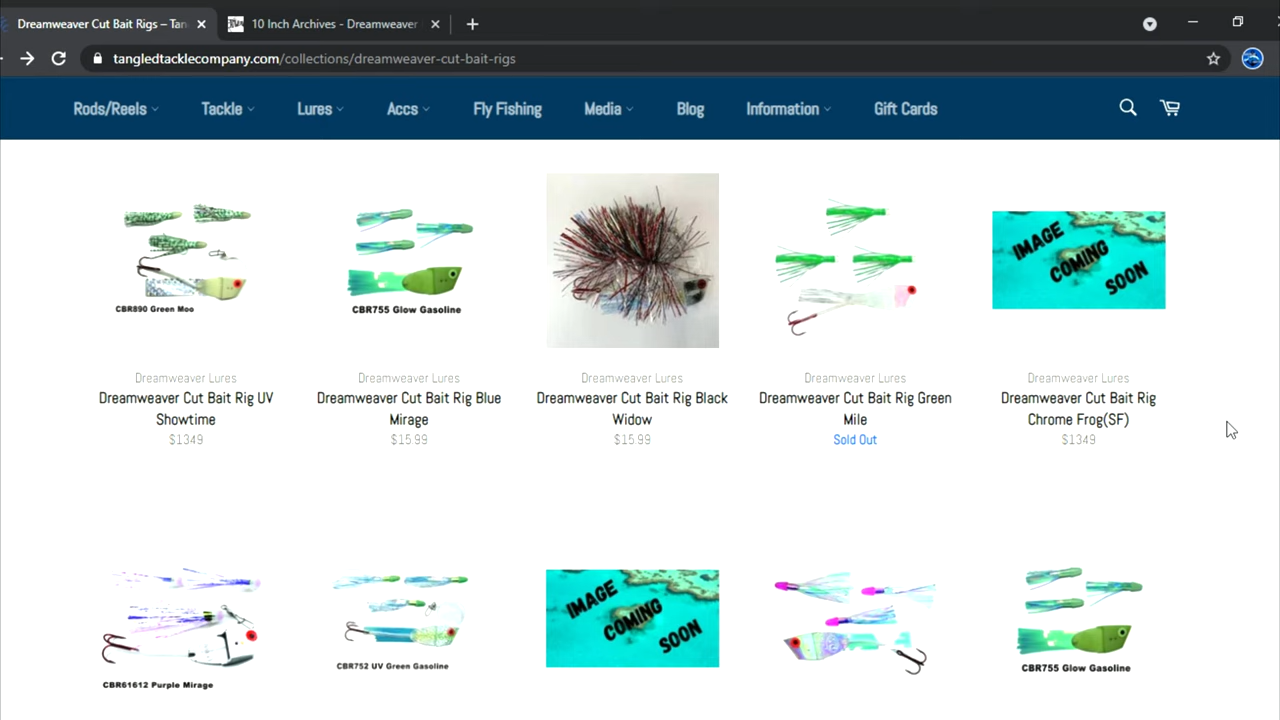 Dreamweaver Cut Bait Rigs – Tan
10 Inch Archives - Dreamweaver
tangledtacklecompany.com/collections/dreamweaver-cut-bait-rigs
Rods/Reels Tackle Lures Accs Fly Fishing Media Blog Information Gift Cards
CBR890 Green Moo
CBR755 Glow Gasoline
IMAGE
COMING
SOON
Dreamweaver Lures
Dreamweaver Cut Bait Rig UV
Showtime
$1349
Dreamweaver Lures
Dreamweaver Cut Bait Rig Blue
Mirage
$15.99
Dreamweaver Lures
Dreamweaver Cut Bait Rig Black
Widow
$15.99
Dreamweaver Lures
Dreamweaver Cut Bait Rig Green
Mile
Sold Out
Dreamweaver Lures
Dreamweaver Cut Bait Rig
Chrome Frog(SF)
$1349
CBR61612 Purple Mirage
CBR752 UV Green Gasoline
IMAGE
COMING
SOON
CBR755 Glow Gasoline